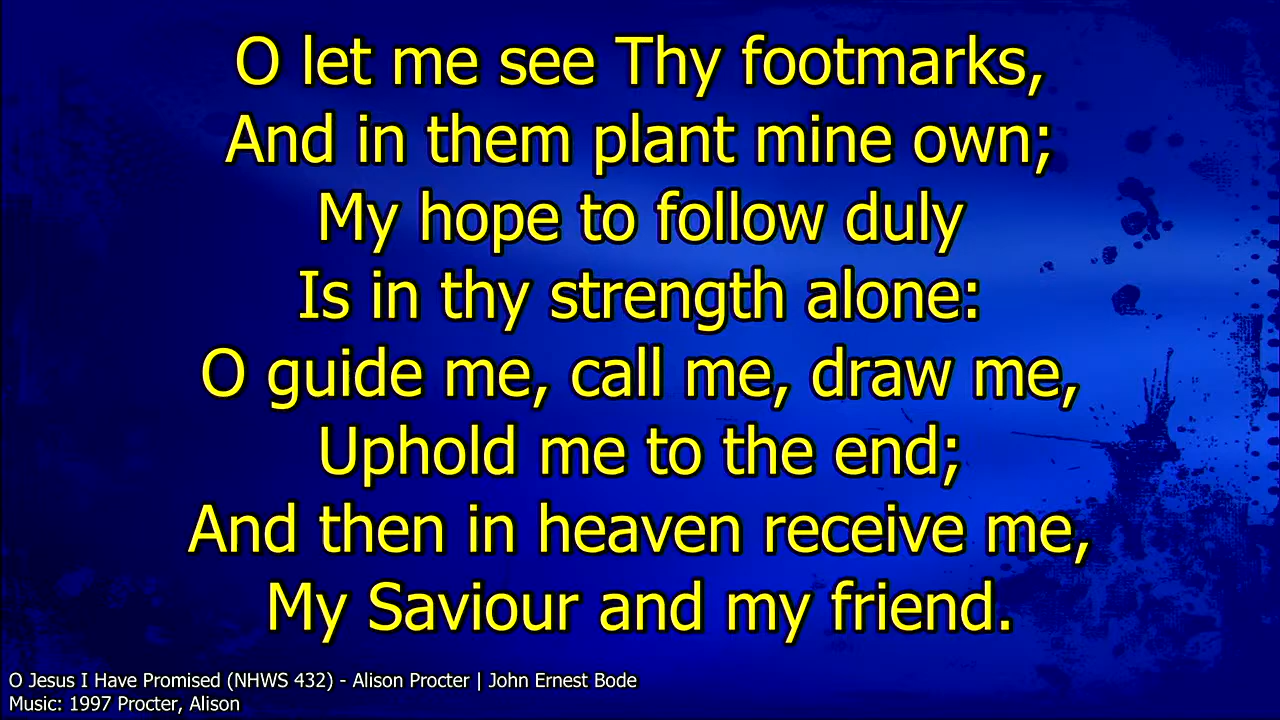 O let me see Thy footmarks,
And in them plant mine own;
My hope to follow duly
Is in thy strength alone:
O guide me, call me, draw me,
Uphold me to the end;
And then in heaven receive me,
My Saviour and my friend.
O Jesus I Have Promised (NHWS 432) - Alison Procter | John Ernest Bode
Music: 1997 Procter, Alison